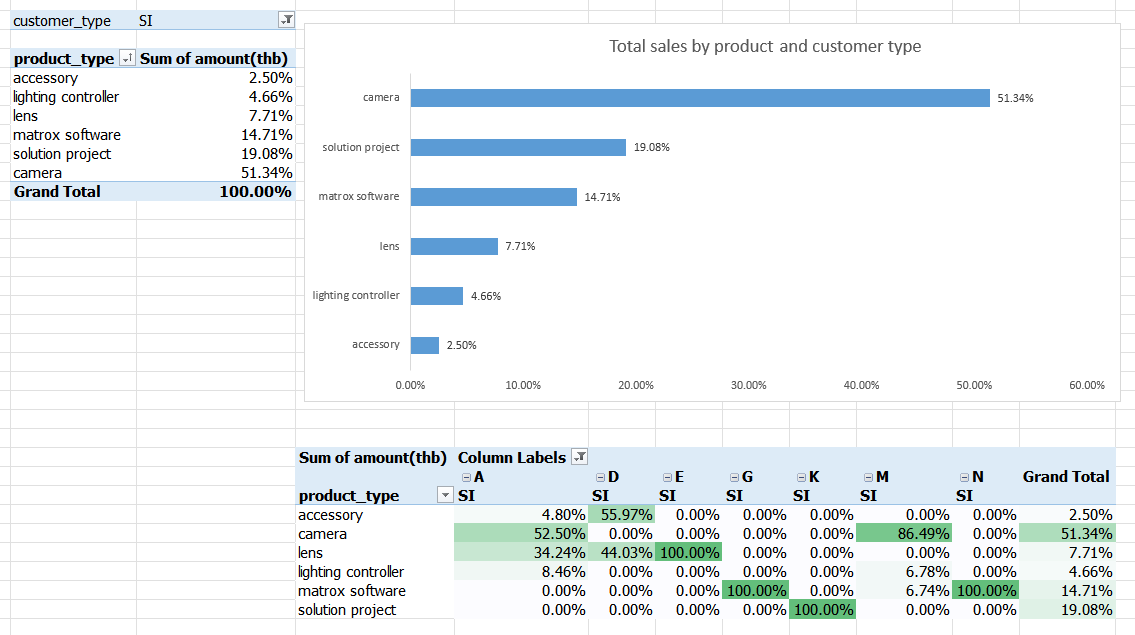 customer_type SI
product_type Sum of amount(thb)
accessory 2.50%
lighting controller 4.66%
lens 7.71%
matrox software 14.71%
solution project 19.08%
camera 51.34%
Grand Total 100.00%
Total sales by product and customer type
camera 51.34%
solution project 19.08%
matrox software 14.71%
lens 7.71%
lighting controller 4.66%
accessory 2.50%
0.00% 10.00% 20.00% 30.00% 40.00% 50.00% 60.00%
Sum of amount(thb) Column Labels
A D E G K M N Grand Total
product_type SI SI SI SI SI SI SI
accessory 4.80% 55.97% 0.00% 0.00% 0.00% 0.00% 0.00% 2.50%
camera 52.50% 0.00% 0.00% 0.00% 0.00% 86.49% 0.00% 51.34%
lens 34.24% 44.03% 100.00% 0.00% 0.00% 0.00% 0.00% 7.71%
lighting controller 8.46% 0.00% 0.00% 0.00% 0.00% 6.78% 0.00% 4.66%
matrox software 0.00% 0.00% 0.00% 100.00% 0.00% 6.74% 100.00% 14.71%
solution project 0.00% 0.00% 0.00% 0.00% 100.00% 0.00% 0.00% 19.08%